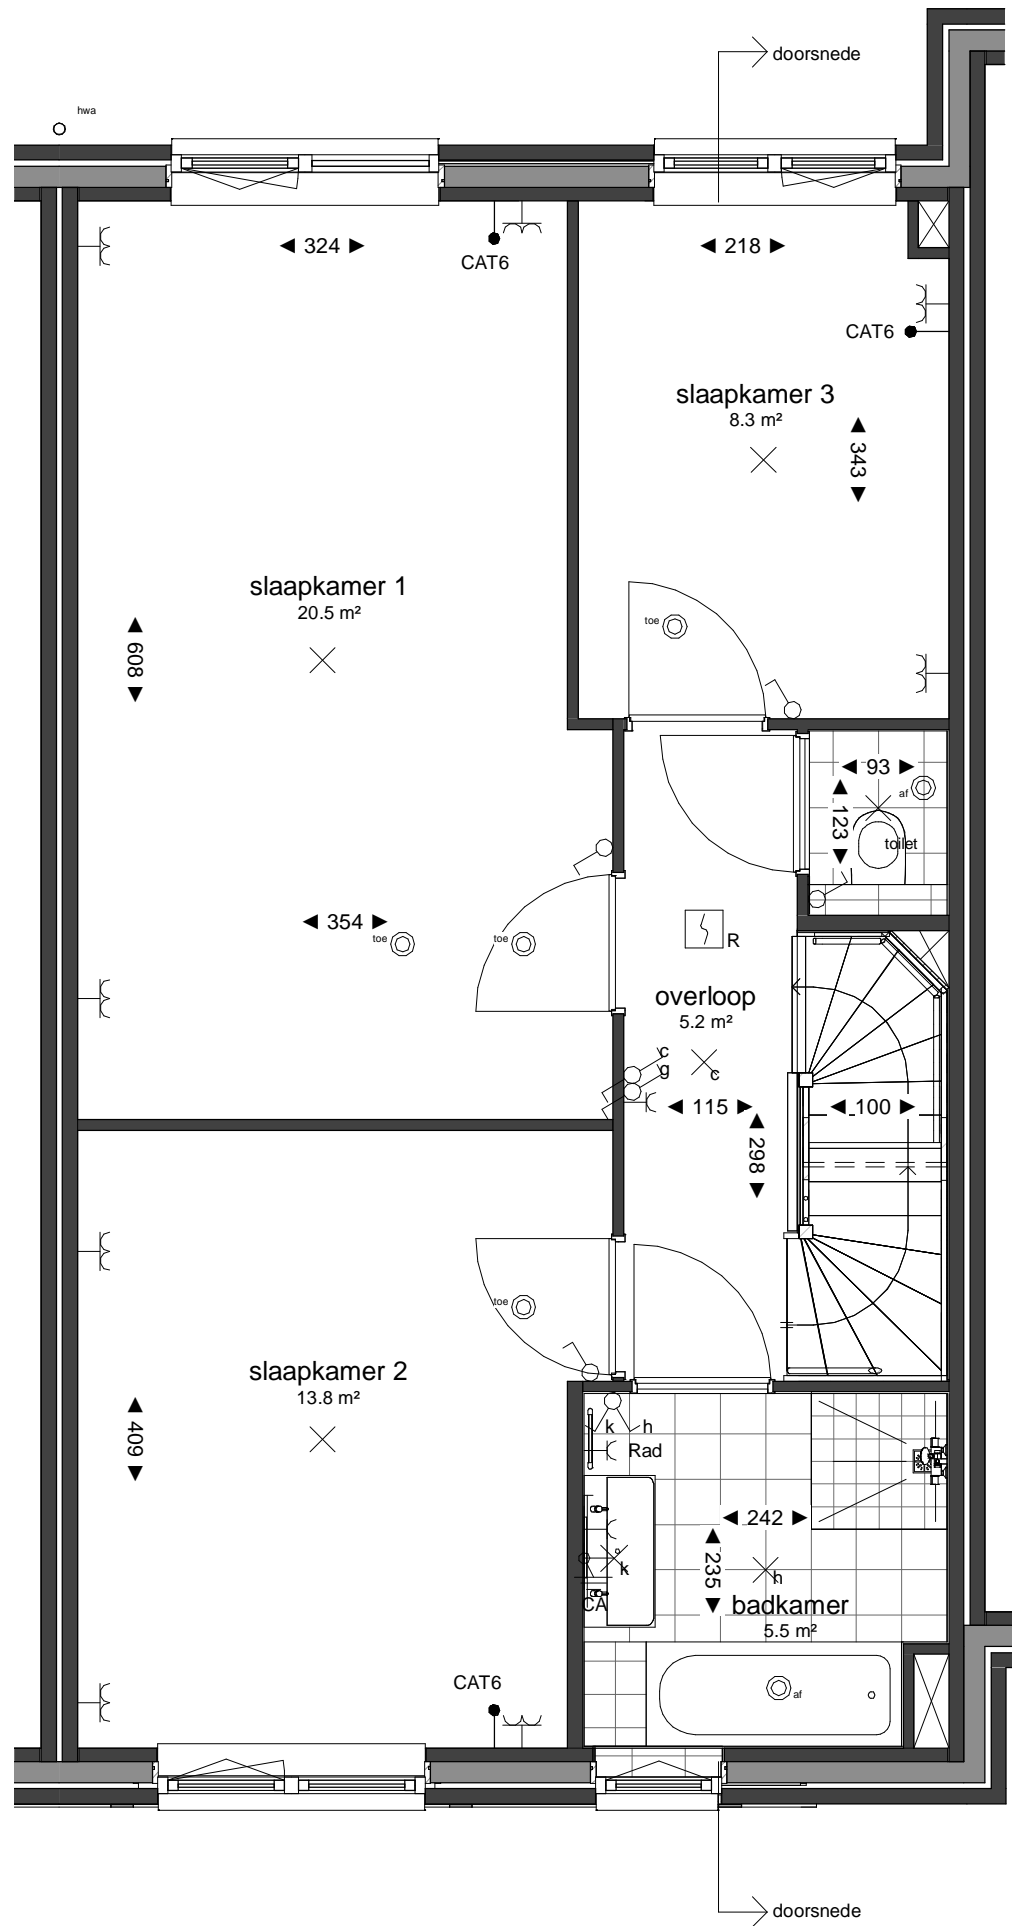 doorsnede
hwa
◄ 324 ►
CAT6
◄ 218 ►
CAT6
slaapkamer 3
8.3 m²
◄ 343 ►
slaapkamer 1
20.5 m²
◄ 608 ►
toe
◄ 93 ►
af
◄ 123 ►
toilet
◄ 354 ►
toe
toe
R
overloop
5.2 m²
c
g
c
◄ 115 ►
◄ 100 ►
◄ 298 ►
toe
slaapkamer 2
13.8 m²
◄ 409 ►
k
h
Rad
◄ 242 ►
◄ 235 ►
k
h
CA
badkamer
5.5 m²
CAT6
af
doorsnede